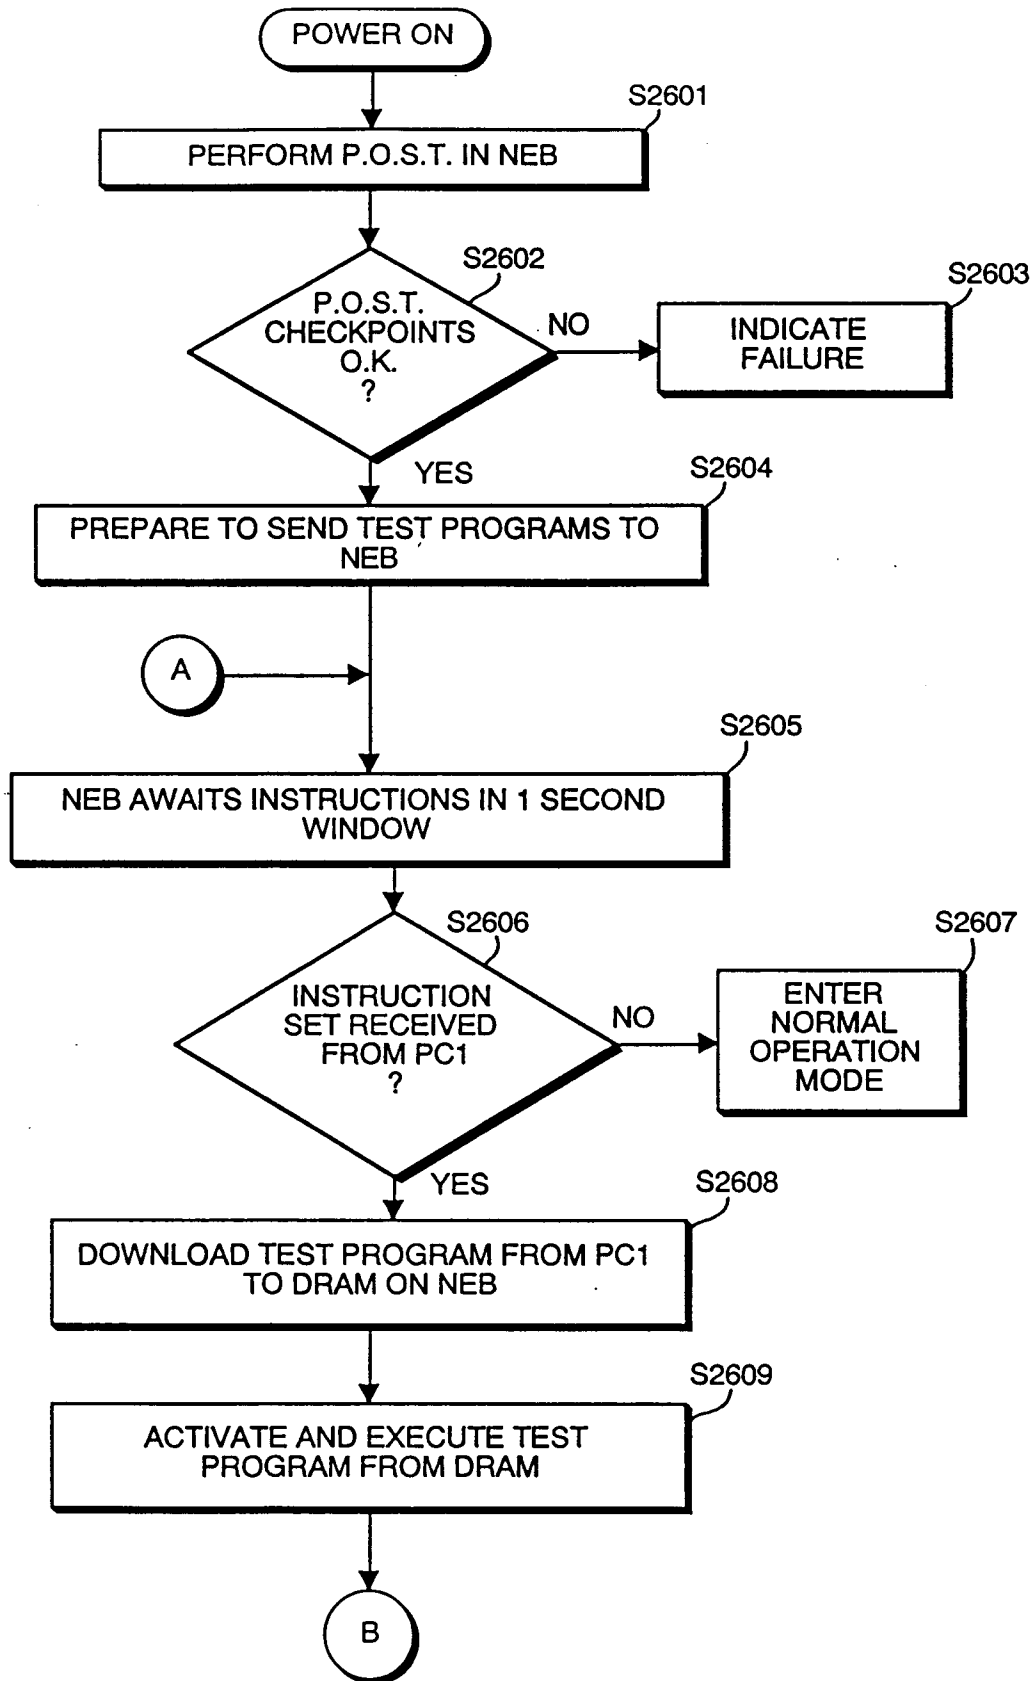 POWER ON
S2601
PERFORM P.O.S.T. IN NEB
S2602
P.O.S.T.
CHECKPOINTS
O.K.
?
NO
S2603
INDICATE
FAILURE
YES
S2604
PREPARE TO SEND TEST PROGRAMS TO
NEB
A
S2605
NEB AWAITS INSTRUCTIONS IN 1 SECOND
WINDOW
S2606
INSTRUCTION
SET RECEIVED
FROM PC1
?
NO
S2607
ENTER
NORMAL
OPERATION
MODE
YES
S2608
DOWNLOAD TEST PROGRAM FROM PC1
TO DRAM ON NEB
S2609
ACTIVATE AND EXECUTE TEST
PROGRAM FROM DRAM
B